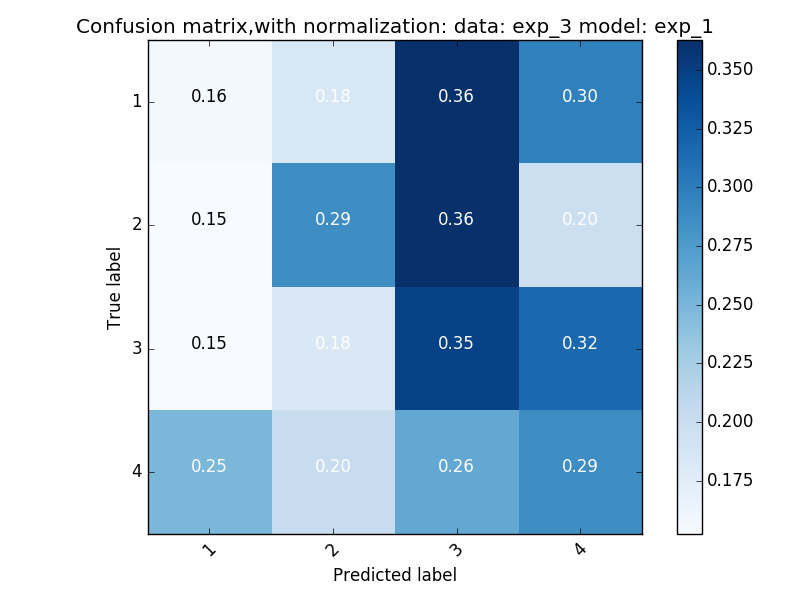 Confusion matrix,with normalization: data: exp_3 model: exp_1
True label
1 0.16 0.18 0.36 0.30
2 0.15 0.29 0.36 0.20
3 0.15 0.18 0.35 0.32
4 0.25 0.20 0.26 0.29
1 2 3 4
Predicted label
0.350
0.325
0.300
0.275
0.250
0.225
0.200
0.175